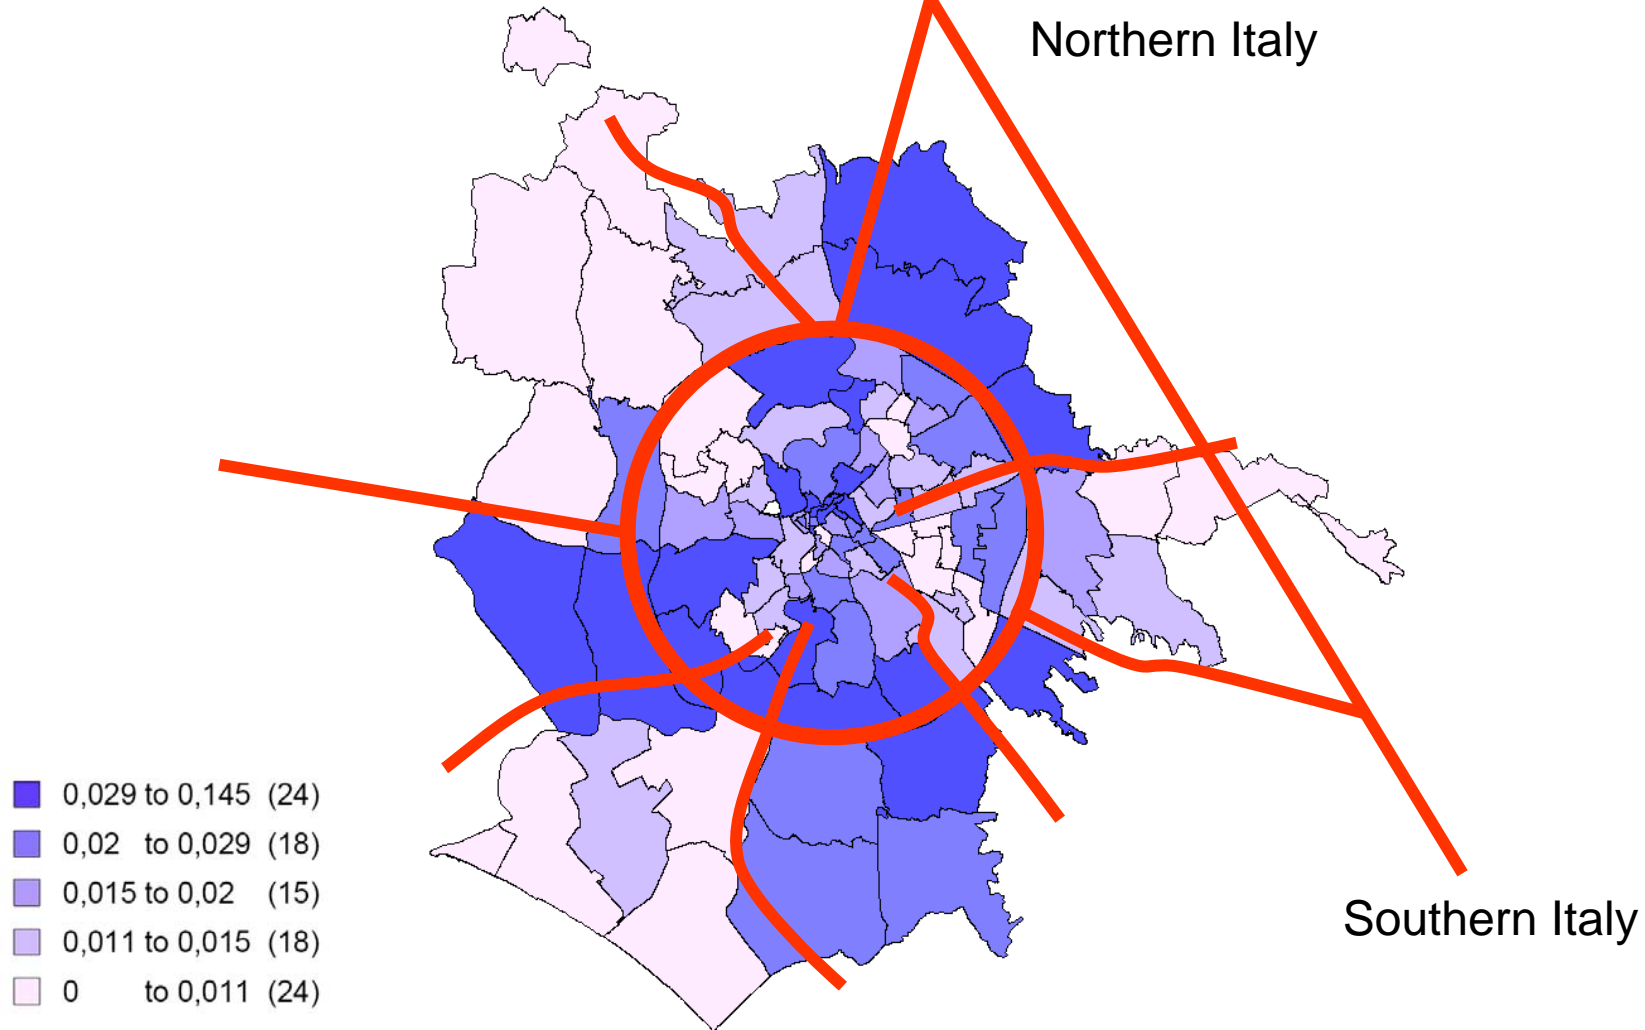 Northern Italy
0,029 to 0,145 (24)
0,02 to 0,029 (18)
0,015 to 0,02 (15)
0,011 to 0,015 (18)
0 to 0,011 (24)
Southern Italy